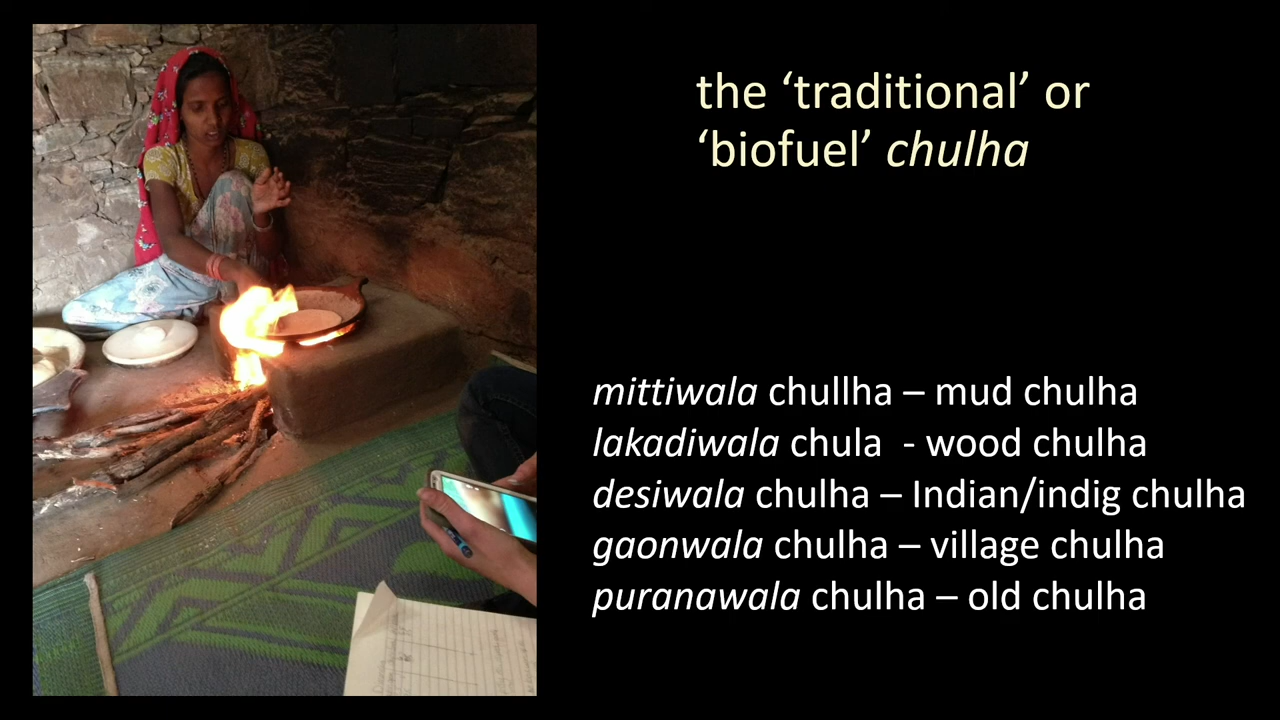 the ‘traditional’ or
‘biofuel’ chulha
mittiwala chullha – mud chulha
lakadiwala chula - wood chulha
desiwala chulha – Indian/indig chulha
gaonwala chulha – village chulha
puranawala chulha – old chulha